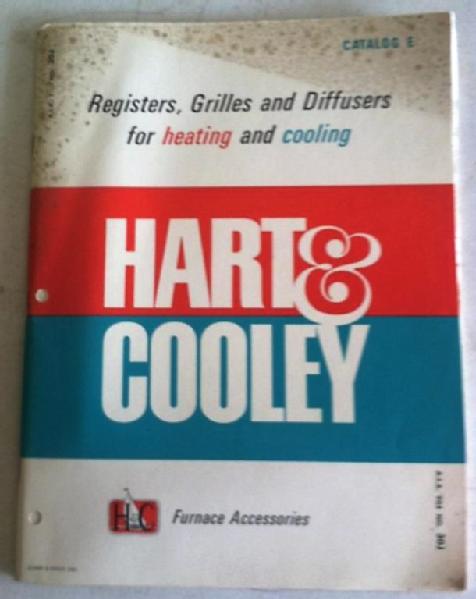 CATALOG E
Registers, Grilles and Diffusers
for heating and cooling
HART &
COOLEY
H&C
Furnace Accessories